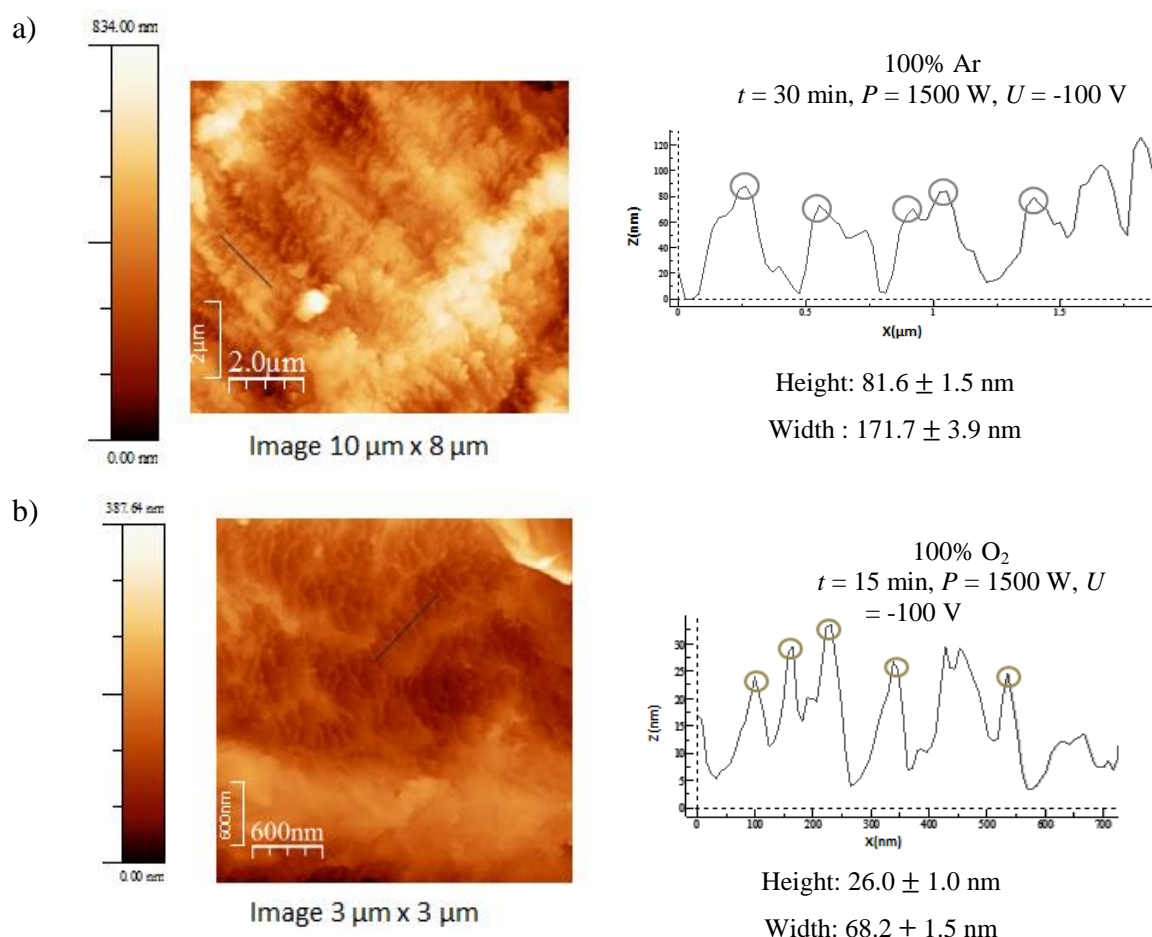 a)
834.00 nm
0.00 nm
2µm
2.0µm
Image 10 µm x 8 µm
100% Ar
t = 30 min, P = 1500 W, U = -100 V
Z(nm)
120
100
80
60
40
20
0
0 0.5 1 1.5
X(µm)
Height: 81.6 ± 1.5 nm
Width : 171.7 ± 3.9 nm
b)
387.64 nm
0.00 nm
600nm
600nm
Image 3 µm x 3 µm
100% O₂
t = 15 min, P = 1500 W, U
= -100 V
Z(nm)
30
25
20
15
10
5
0
0 100 200 300 400 500 600 700
X(nm)
Height: 26.0 ± 1.0 nm
Width: 68.2 ± 1.5 nm